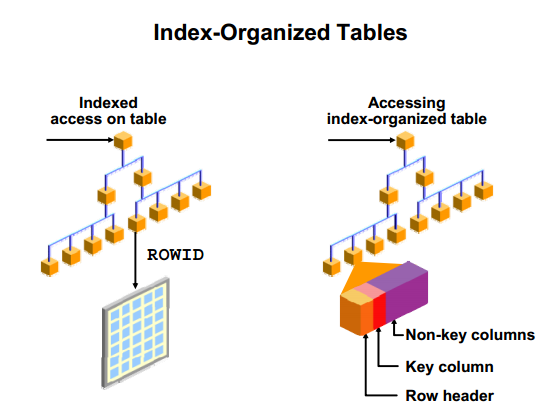 Index-Organized Tables
Indexed
access on table
Accessing
index-organized table
ROWID
Non-key columns
Key column
Row header